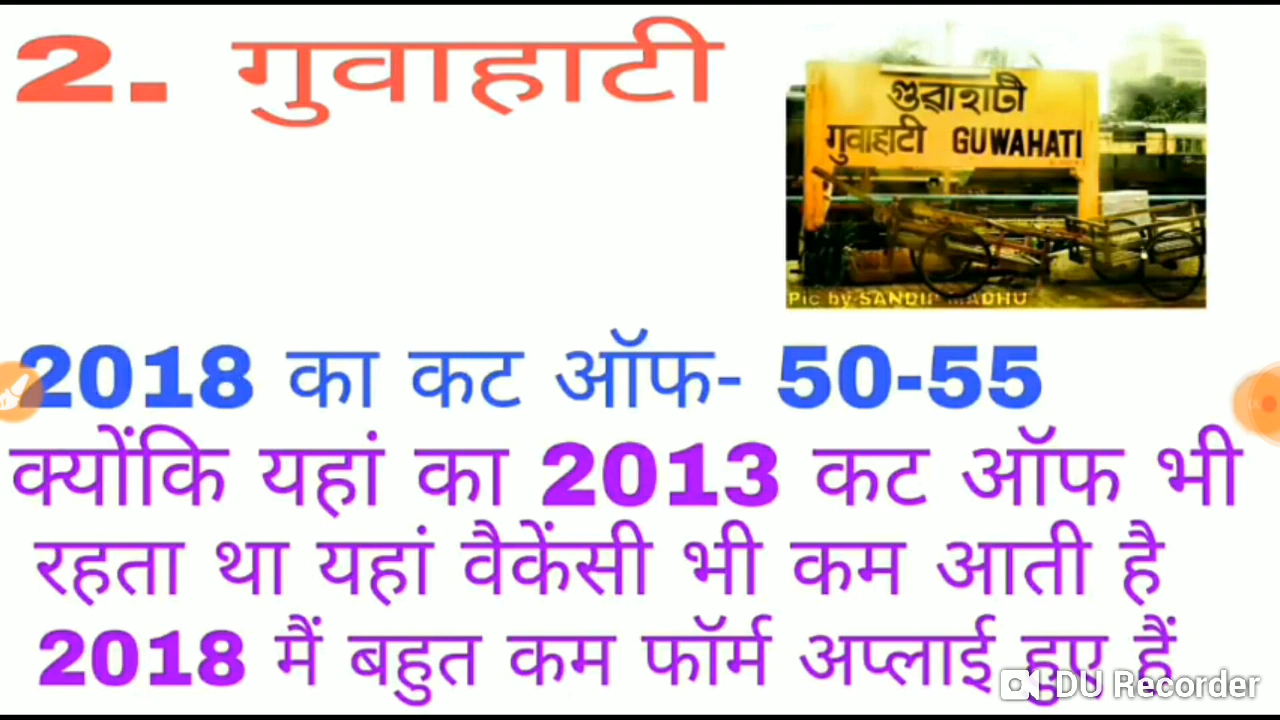 2. गुवाहाटी
গুৱাহাটী
गुवाहाटी GUWAHATI
Pic by-SANDIP MADHU
2018 का कट ऑफ- 50-55
क्योंकि यहां का 2013 कट ऑफ भी
रहता था यहां वैकेंसी भी कम आती है
2018 मैं बहुत कम फॉर्म अप्लाई हुए हैं
DU Recorder